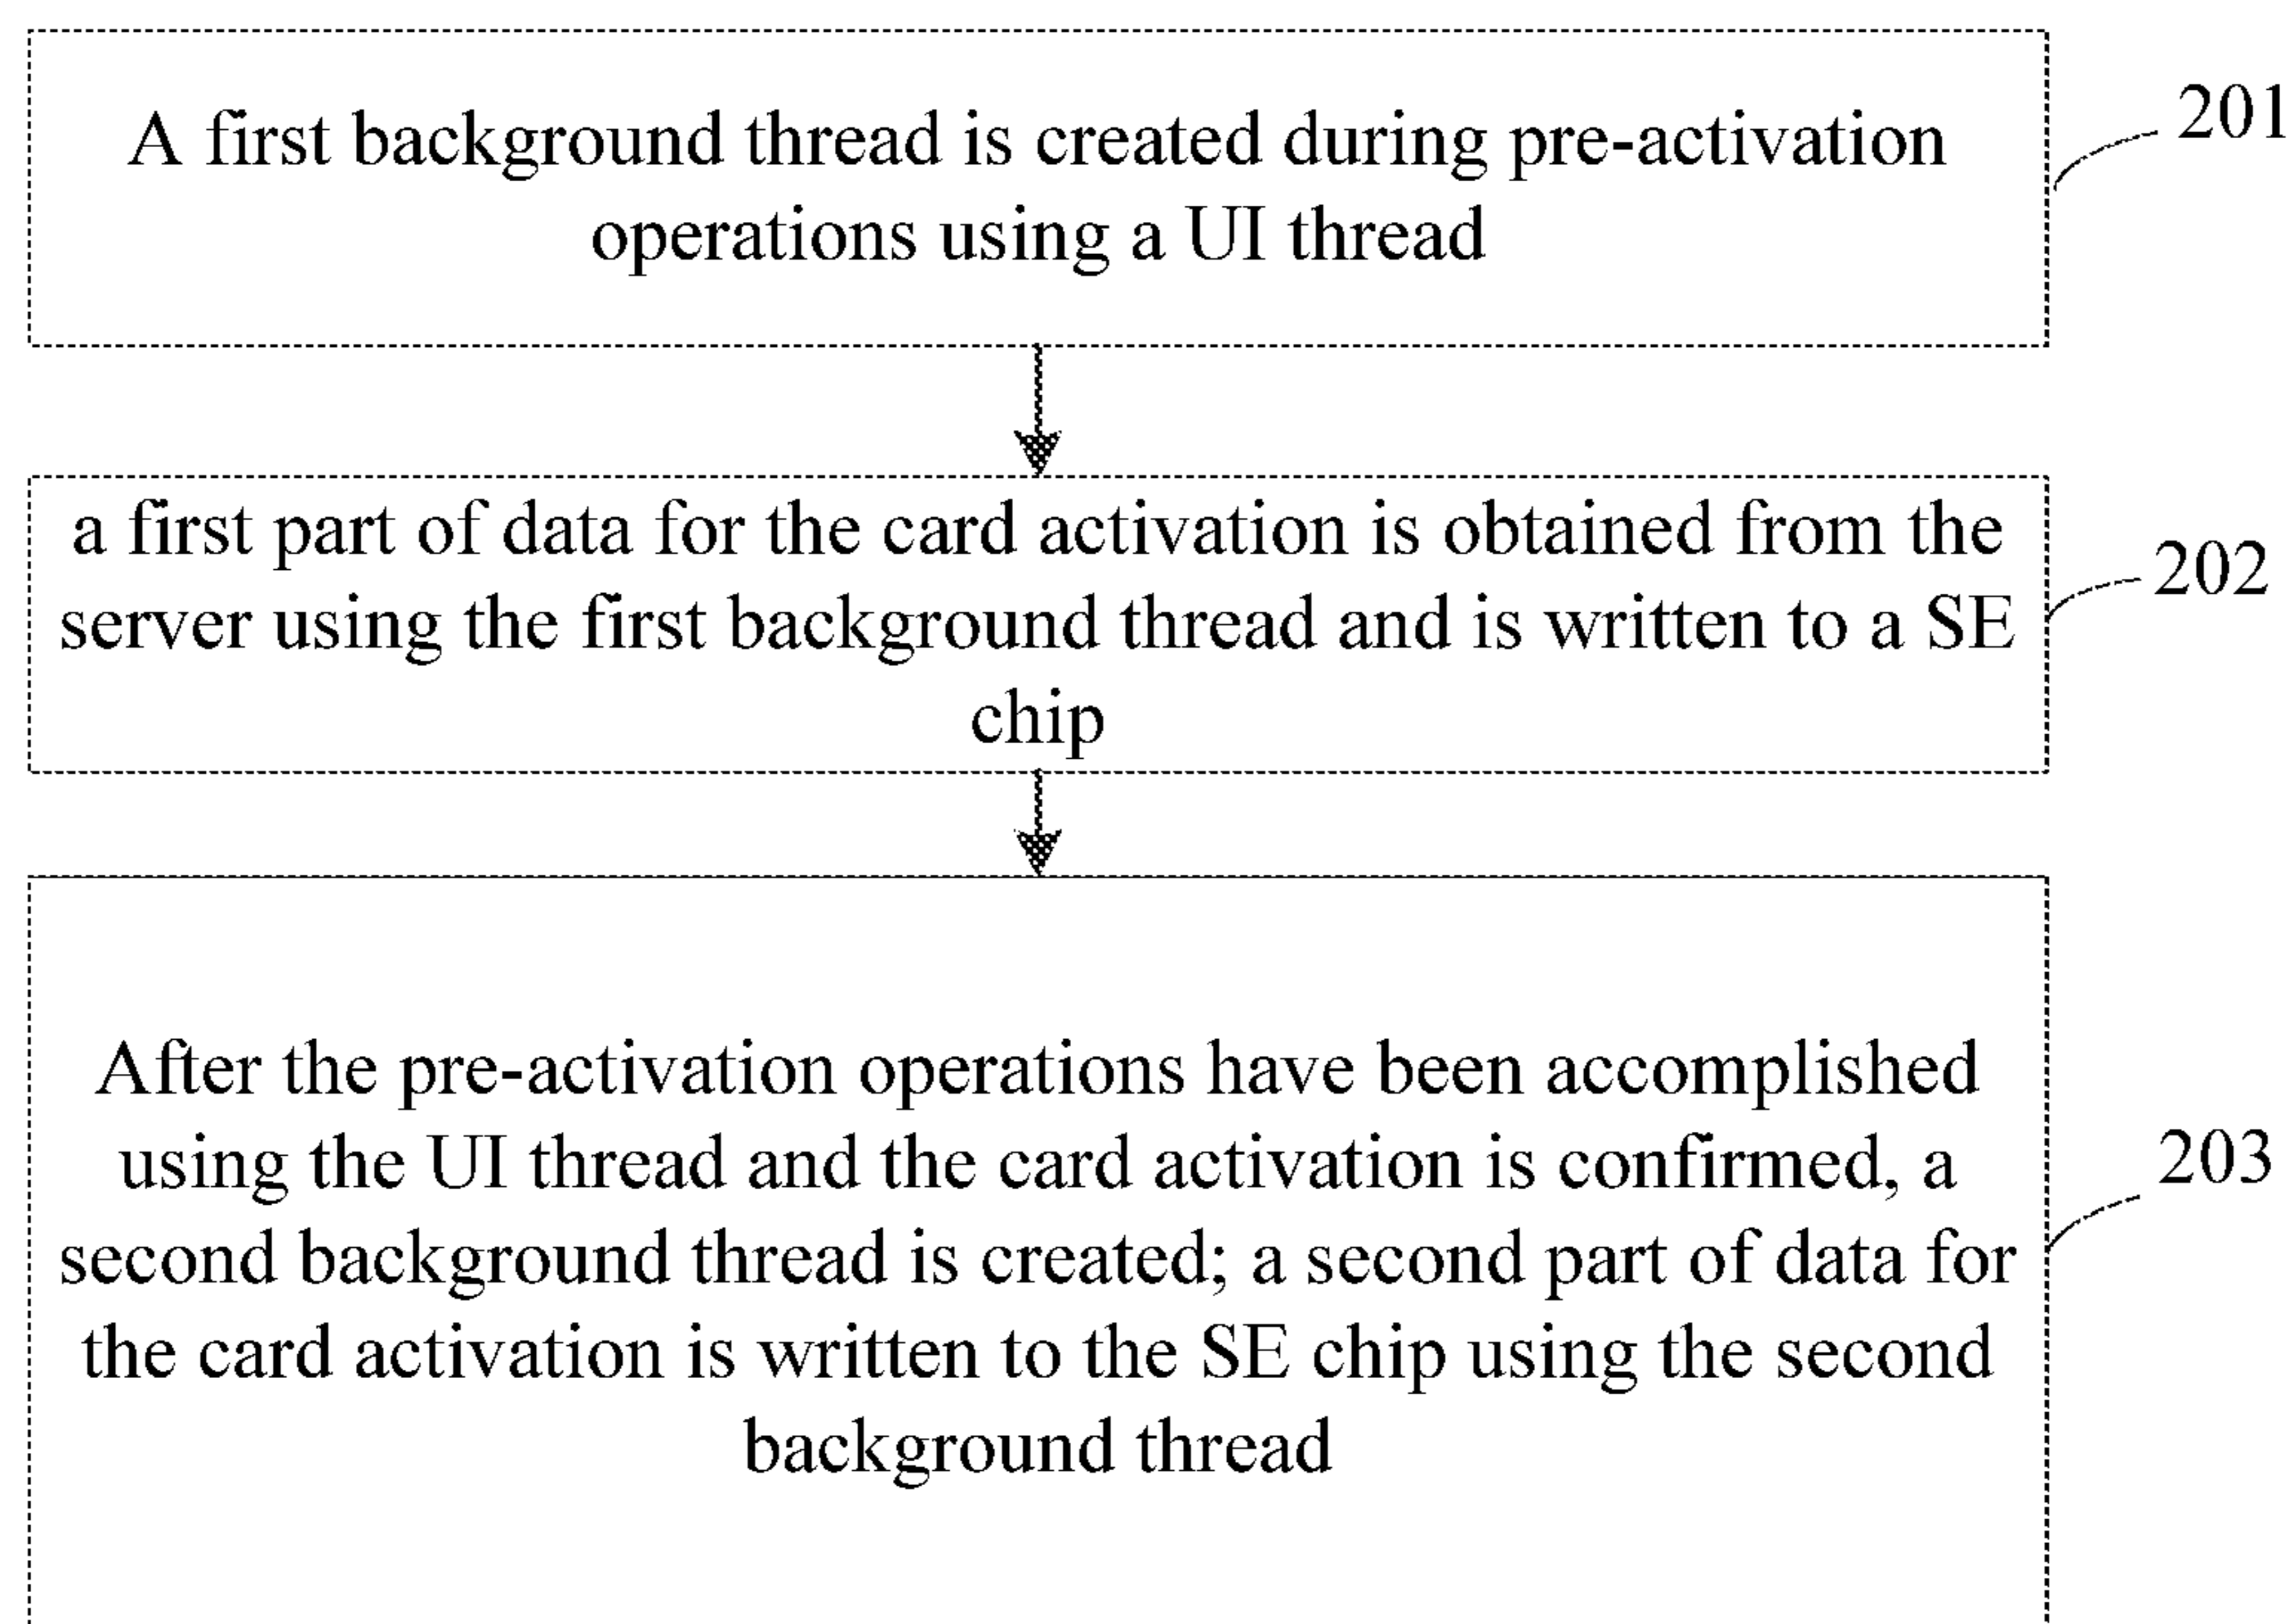 A first background thread is created during pre-activation
operations using a UI thread
201
a first part of data for the card activation is obtained from the
server using the first background thread and is written to a SE
chip
202
After the pre-activation operations have been accomplished
using the UI thread and the card activation is confirmed, a
second background thread is created; a second part of data for
the card activation is written to the SE chip using the second
background thread
203